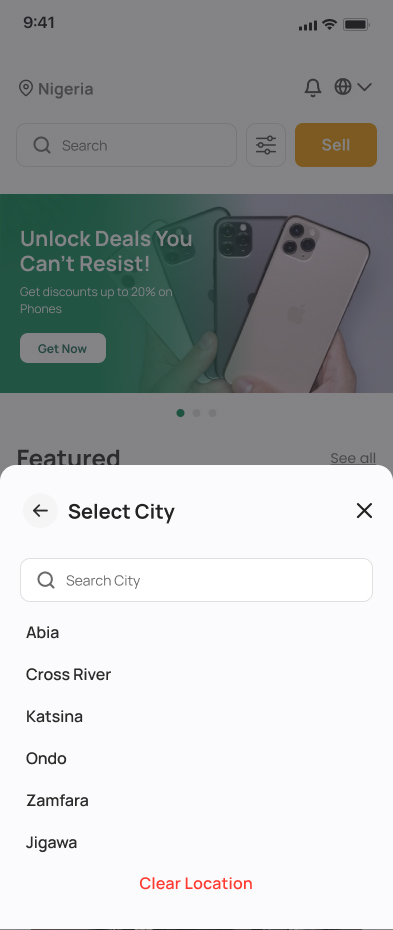 9:41
Nigeria
Search
Sell
Unlock Deals You
Can't Resist!
Get discounts up to 20% on
Phones
Get Now
Featured
See all
Select City
Search City
Abia
Cross River
Katsina
Ondo
Zamfara
Jigawa
Clear Location